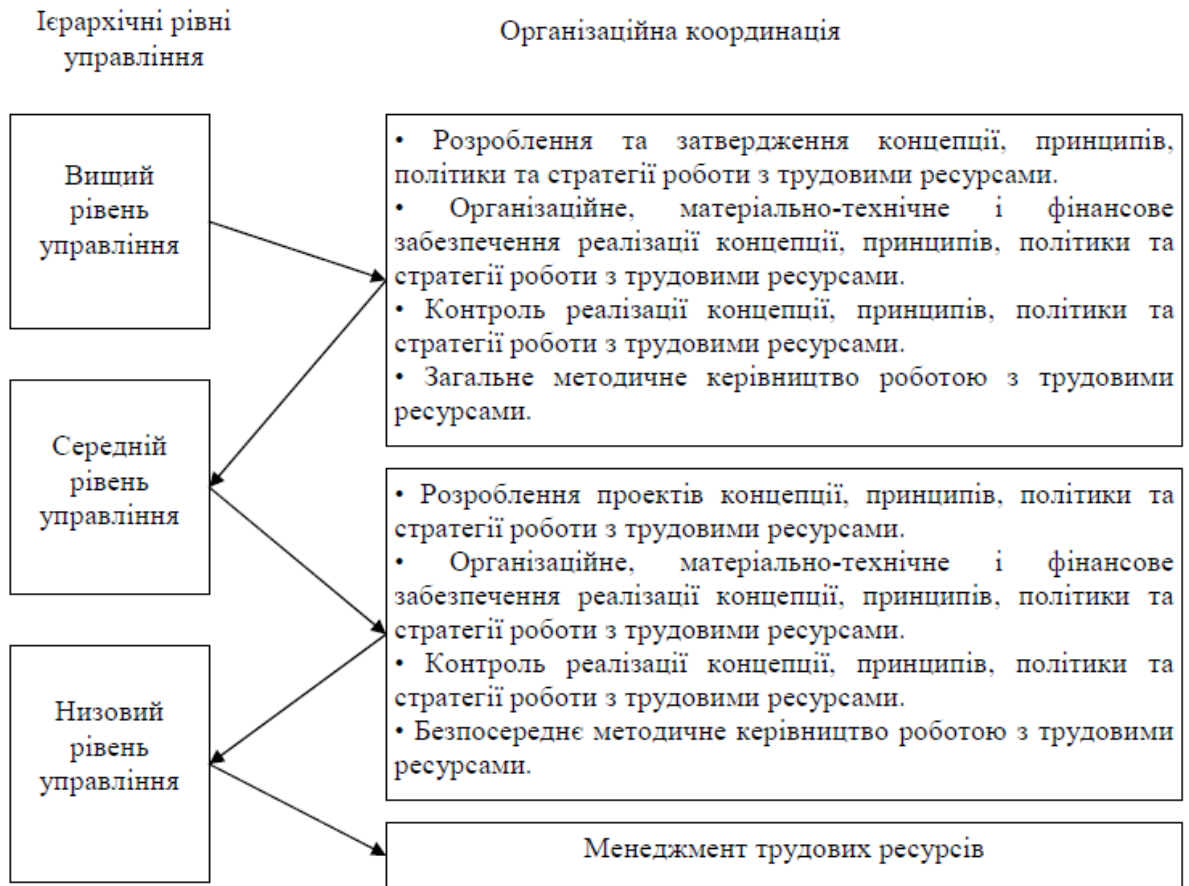 Ієрархічні рівні
управління
Організаційна координація
Вищий
рівень
управління
• Розроблення та затвердження концепції, принципів,
політики та стратегії роботи з трудовими ресурсами.
• Організаційне, матеріально-технічне і фінансове
забезпечення реалізації концепції, принципів, політики та
стратегії роботи з трудовими ресурсами.
• Контроль реалізації концепції, принципів, політики та
стратегії роботи з трудовими ресурсами.
• Загальне методичне керівництво роботою з трудовими
ресурсами.
Середній
рівень
управління
• Розроблення проектів концепції, принципів, політики та
стратегії роботи з трудовими ресурсами.
• Організаційне, матеріально-технічне і фінансове
забезпечення реалізації концепції, принципів, політики та
стратегії роботи з трудовими ресурсами.
• Контроль реалізації концепції, принципів, політики та
стратегії роботи з трудовими ресурсами.
• Безпосереднє методичне керівництво роботою з трудовими
ресурсами.
Низовий
рівень
управління
Менеджмент трудових ресурсів